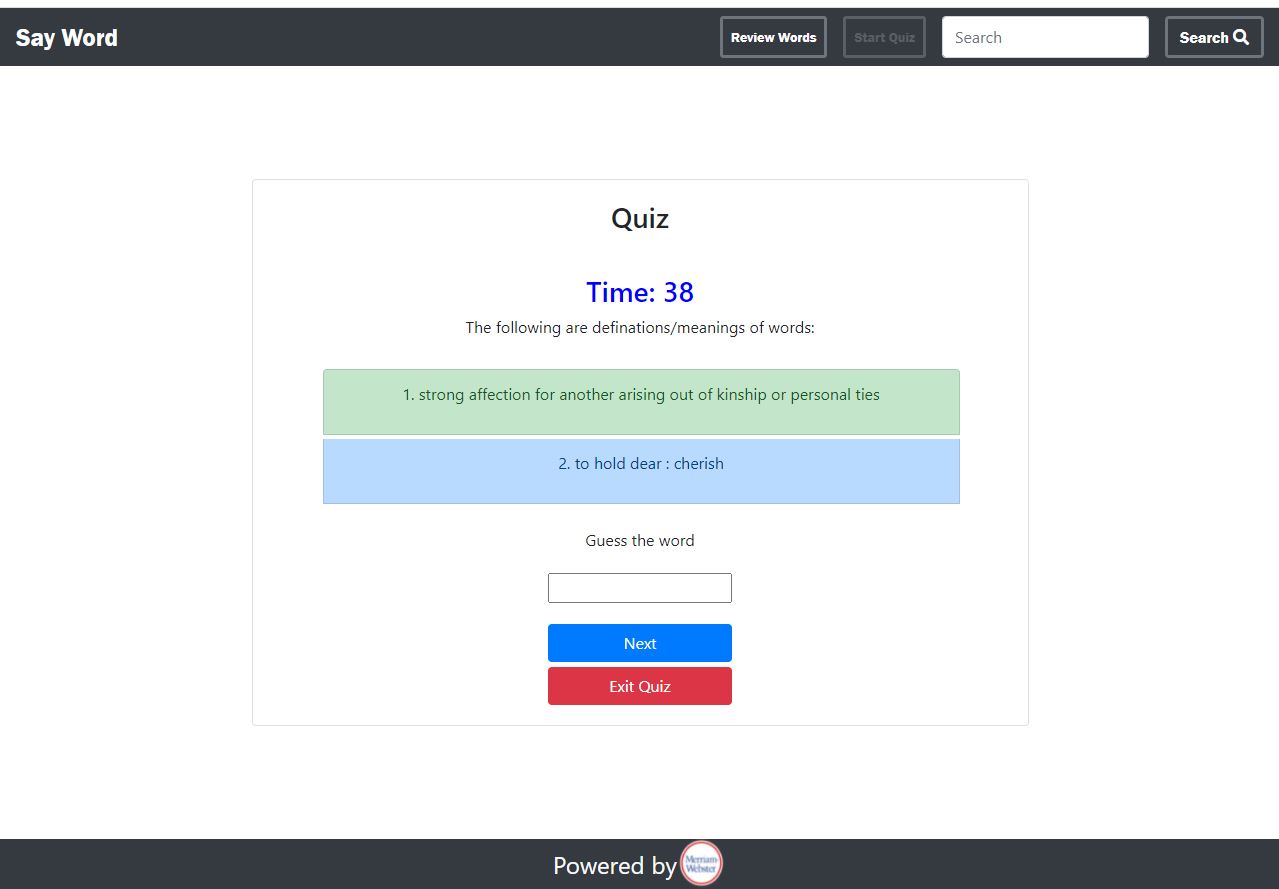 Say Word
Review Words
Start Quiz
Search
Search
Quiz
Time: 38
The following are definations/meanings of words:
1. strong affection for another arising out of kinship or personal ties
2. to hold dear : cherish
Guess the word
Next
Exit Quiz
Powered by
Merriam-
Webster